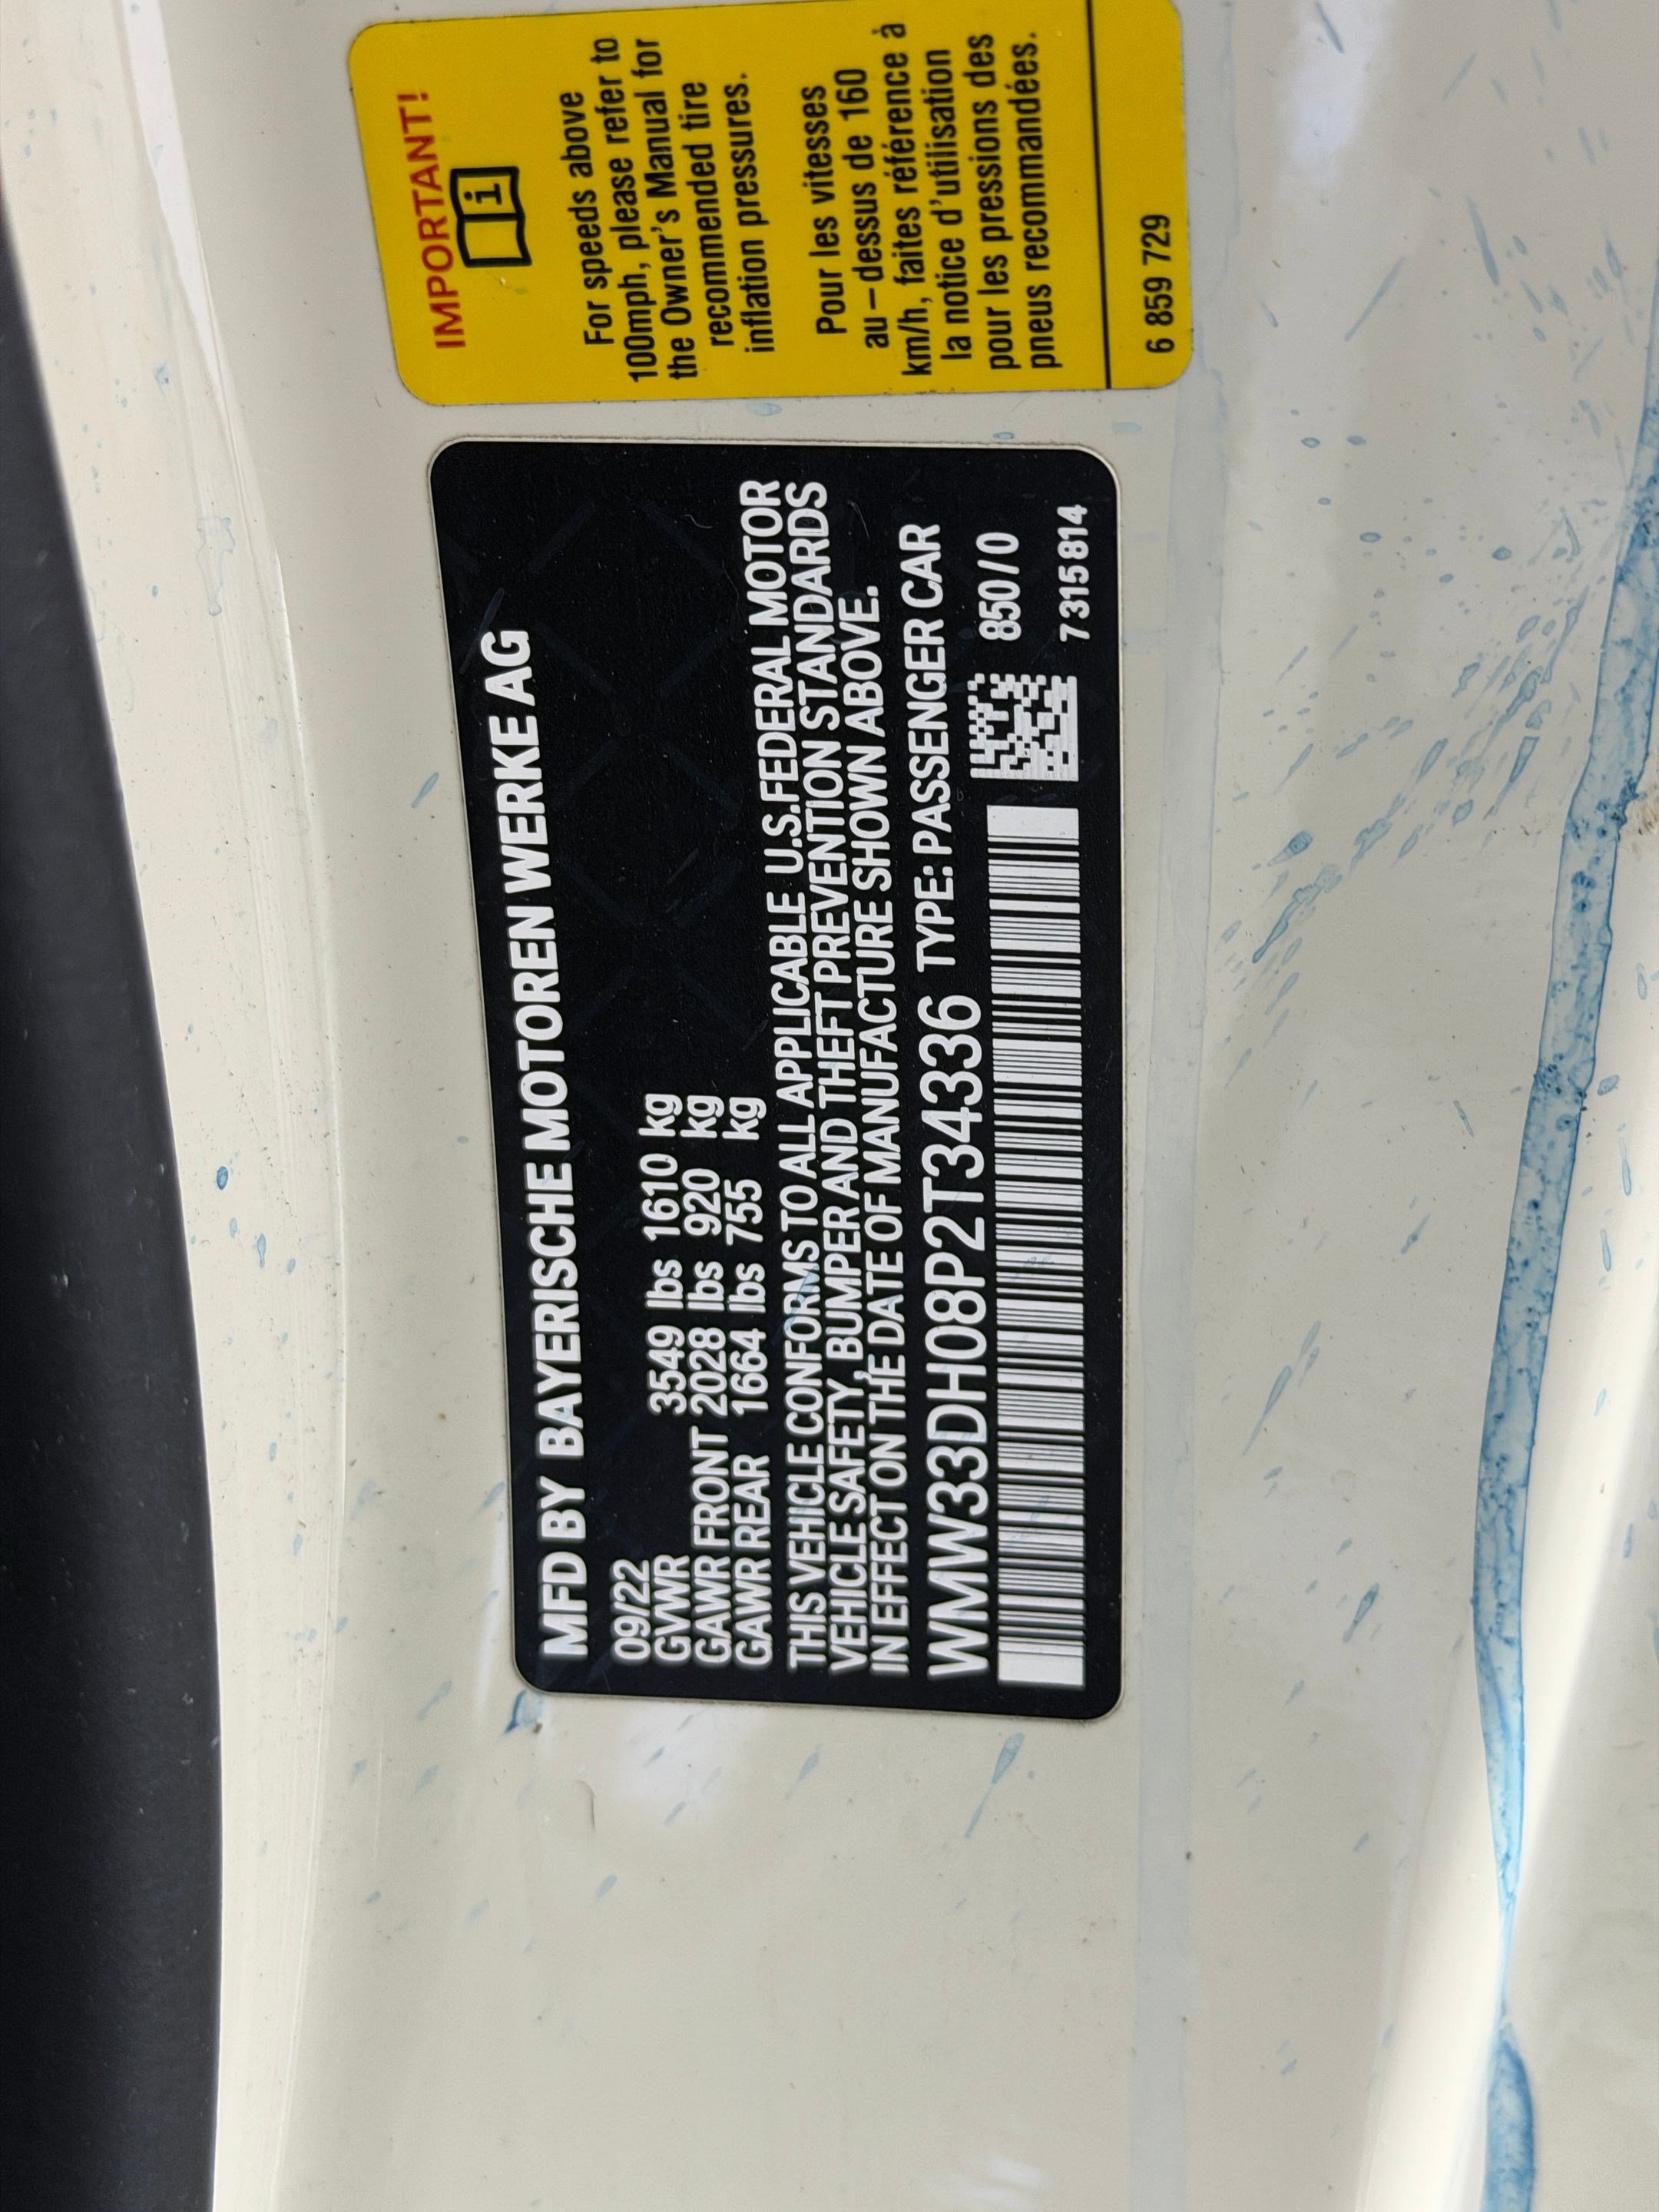 MFD BY BAYERISCHE MOTOREN WERKE AG
09/22
GVWR 3549 lbs 1610 kg
GAWR FRONT 2028 lbs 920 kg
GAWR REAR 1664 lbs 755 kg
THIS VEHICLE CONFORMS TO ALL APPLICABLE U.S.FEDERAL MOTOR
VEHICLE SAFETY, BUMPER AND THEFT PREVENTION STANDARDS
IN EFFECT ON THE DATE OF MANUFACTURE SHOWN ABOVE.
WMW33DH08P2T34336 TYPE: PASSENGER CAR
850/0
7315814
IMPORTANT!
i
For speeds above
100mph, please refer to
the Owner's Manual for
recommended tire
inflation pressures.
Pour les vitesses
au-dessus de 160
km/h, faites référence à
la notice d'utilisation
pour les pressions des
pneus recommandées.
6 859 729